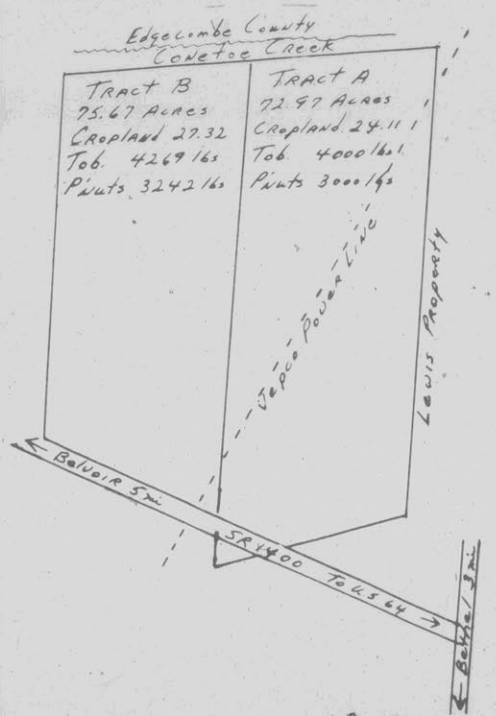 Edgecombe County
Conetoe Creek
Tract B
75.67 Acres
Cropland 27.32
Tob. 4269 lbs
P'Nuts 3242 lbs
Tract A
72.97 Acres
Cropland 24.11
Tob. 4000 lbs
P'Nuts 3000 lbs
Vepco Power Line
Lewis Property
← Belvoir 5 mi
SR 1400 To U.S 64 →
← Bethel 3 mi